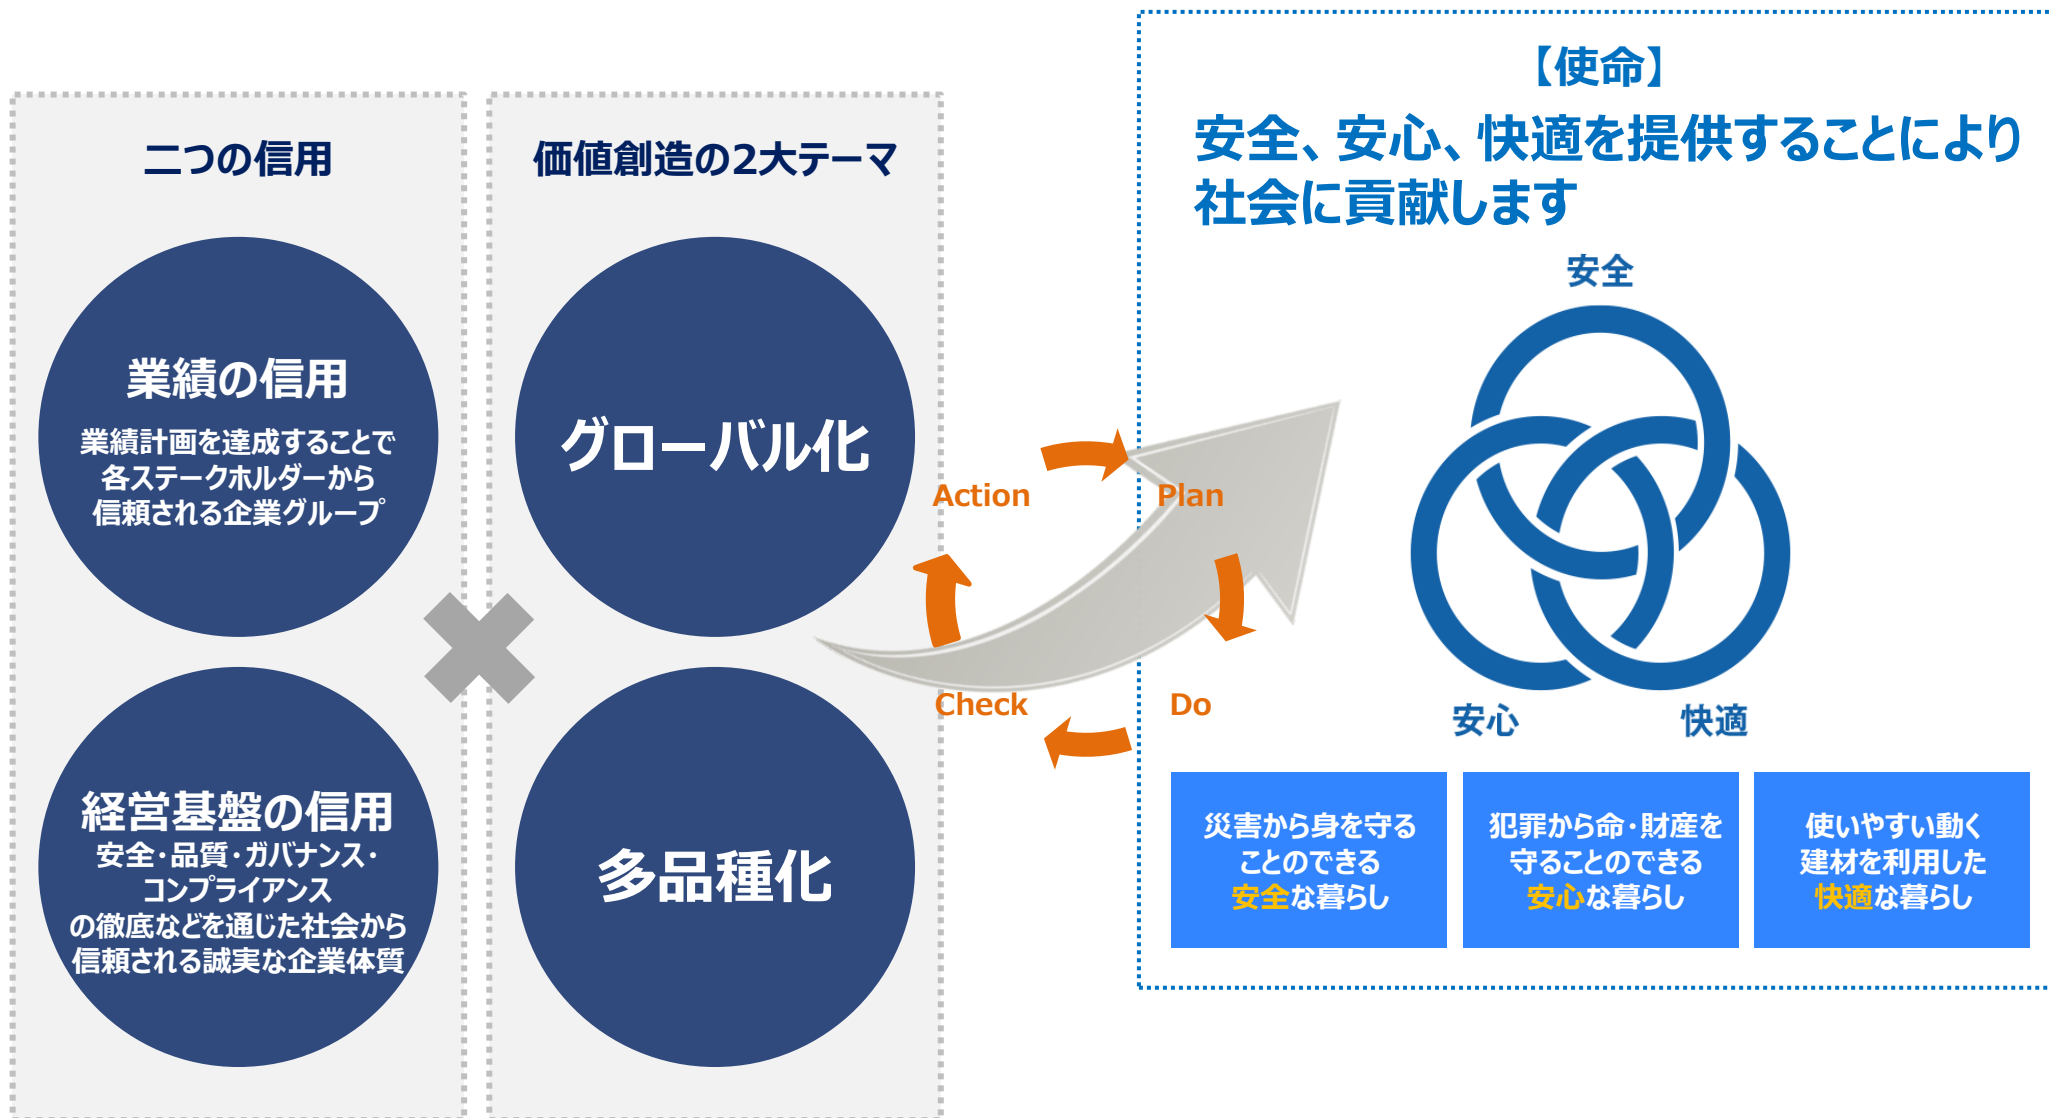 二つの信用
業績の信用
業績計画を達成することで
各ステークホルダーから
信頼される企業グループ
経営基盤の信用
安全・品質・ガバナンス・
コンプライアンス
の徹底などを通じた社会から
信頼される誠実な企業体質
価値創造の2大テーマ
グローバル化
多品種化
Action
Plan
Check
Do
【使命】
安全、安心、快適を提供することにより
社会に貢献します
安全
安心
快適
災害から身を守る
ことのできる
安全な暮らし
犯罪から命・財産を
守ることのできる
安心な暮らし
使いやすい動く
建材を利用した
快適な暮らし